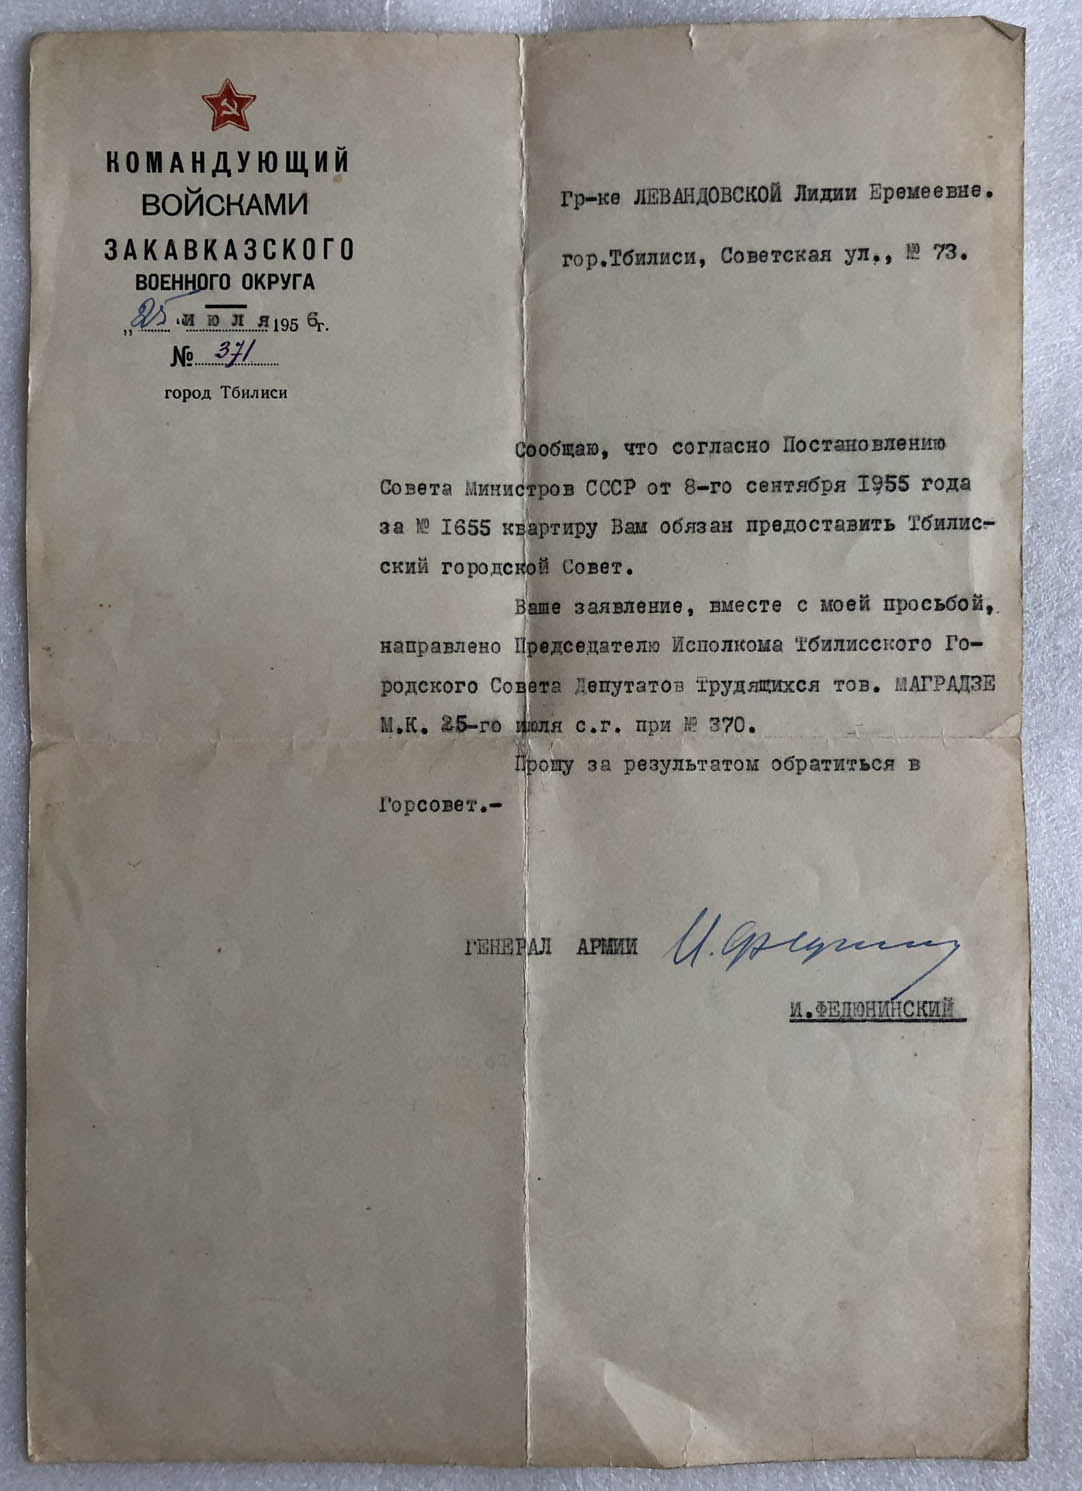 КОМАНДУЮЩИЙ
ВОЙСКАМИ
ЗАКАВКАЗСКОГО
ВОЕННОГО ОКРУГА
„25" июля 1956г.
№ 371
город Тбилиси
Гр-ке ЛЕВАНДОВСКОЙ Лидии Еремеевне.
гор.Тбилиси, Советская ул., № 73.
Сообщаю, что согласно Постановлению
Совета Министров СССР от 8-го сентября 1955 года
за № 1655 квартиру Вам обязан предоставить Тбилис-
ский городской Совет.
Ваше заявление, вместе с моей просьбой,
направлено Председателю Исполкома Тбилисского Го-
родского Совета Депутатов Трудящихся тов. МАГРАДЗЕ
М.К. 25-го июля с.г. при № 370.
Прошу за результатом обратиться в
Горсовет.-
ГЕНЕРАЛ АРМИИ
И.ФЕДЮНИНСКИЙ